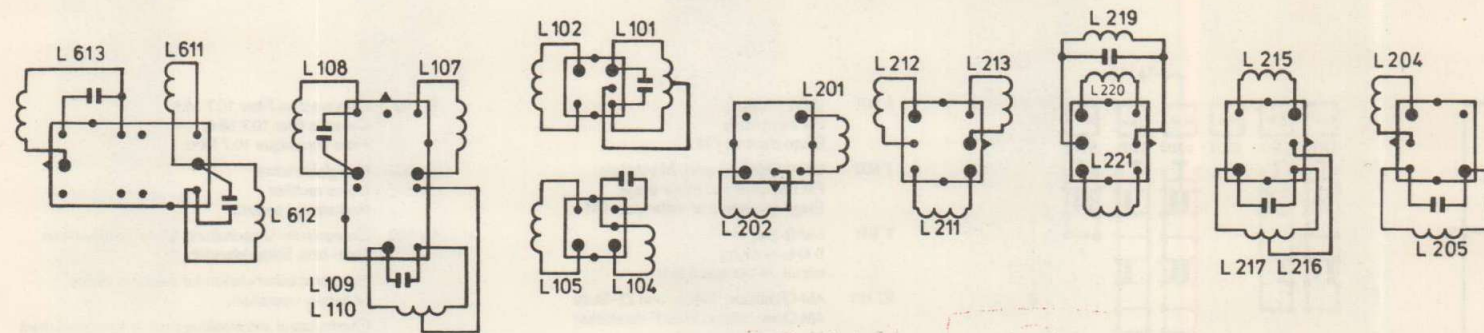 L 613
L 611
L 612
L 108
L 107
L 109
L 110
L 102
L 101
L 105
L 104
L 201
L 202
L 212
L 213
L 211
L 219
L 220
L 221
L 215
L 217
L 216
L 204
L 205